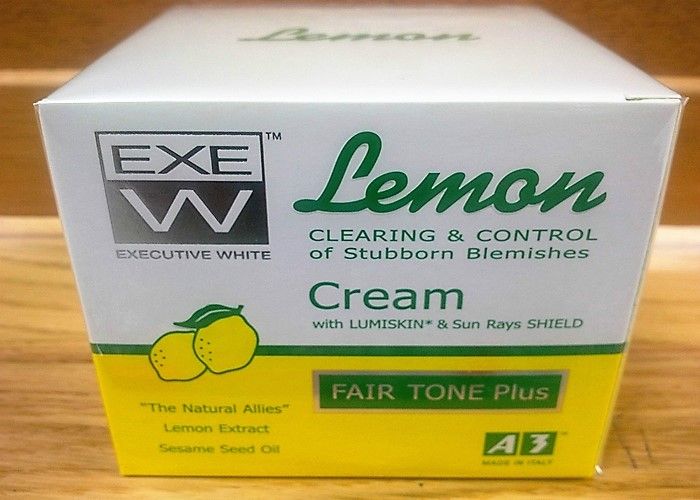 Lemon
EXE
W
™
EXECUTIVE WHITE
Lemon
CLEARING & CONTROL
of Stubborn Blemishes
Cream
with LUMISKIN* & Sun Rays SHIELD
FAIR TONE Plus
"The Natural Allies"
Lemon Extract
Sesame Seed Oil
A3™
MADE IN ITALY